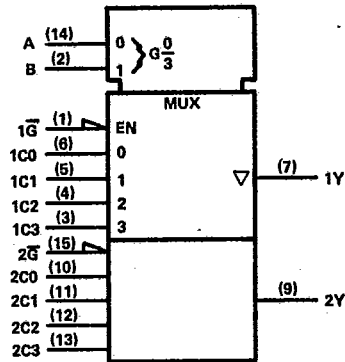 A (14) 0 } G 0/3
B (2) 1
MUX
1G̅ (1) EN
1C0 (6) 0
1C1 (5) 1 ▽ (7) 1Y
1C2 (4) 2
1C3 (3) 3
2G̅ (15)
2C0 (10)
2C1 (11) (9) 2Y
2C2 (12)
2C3 (13)